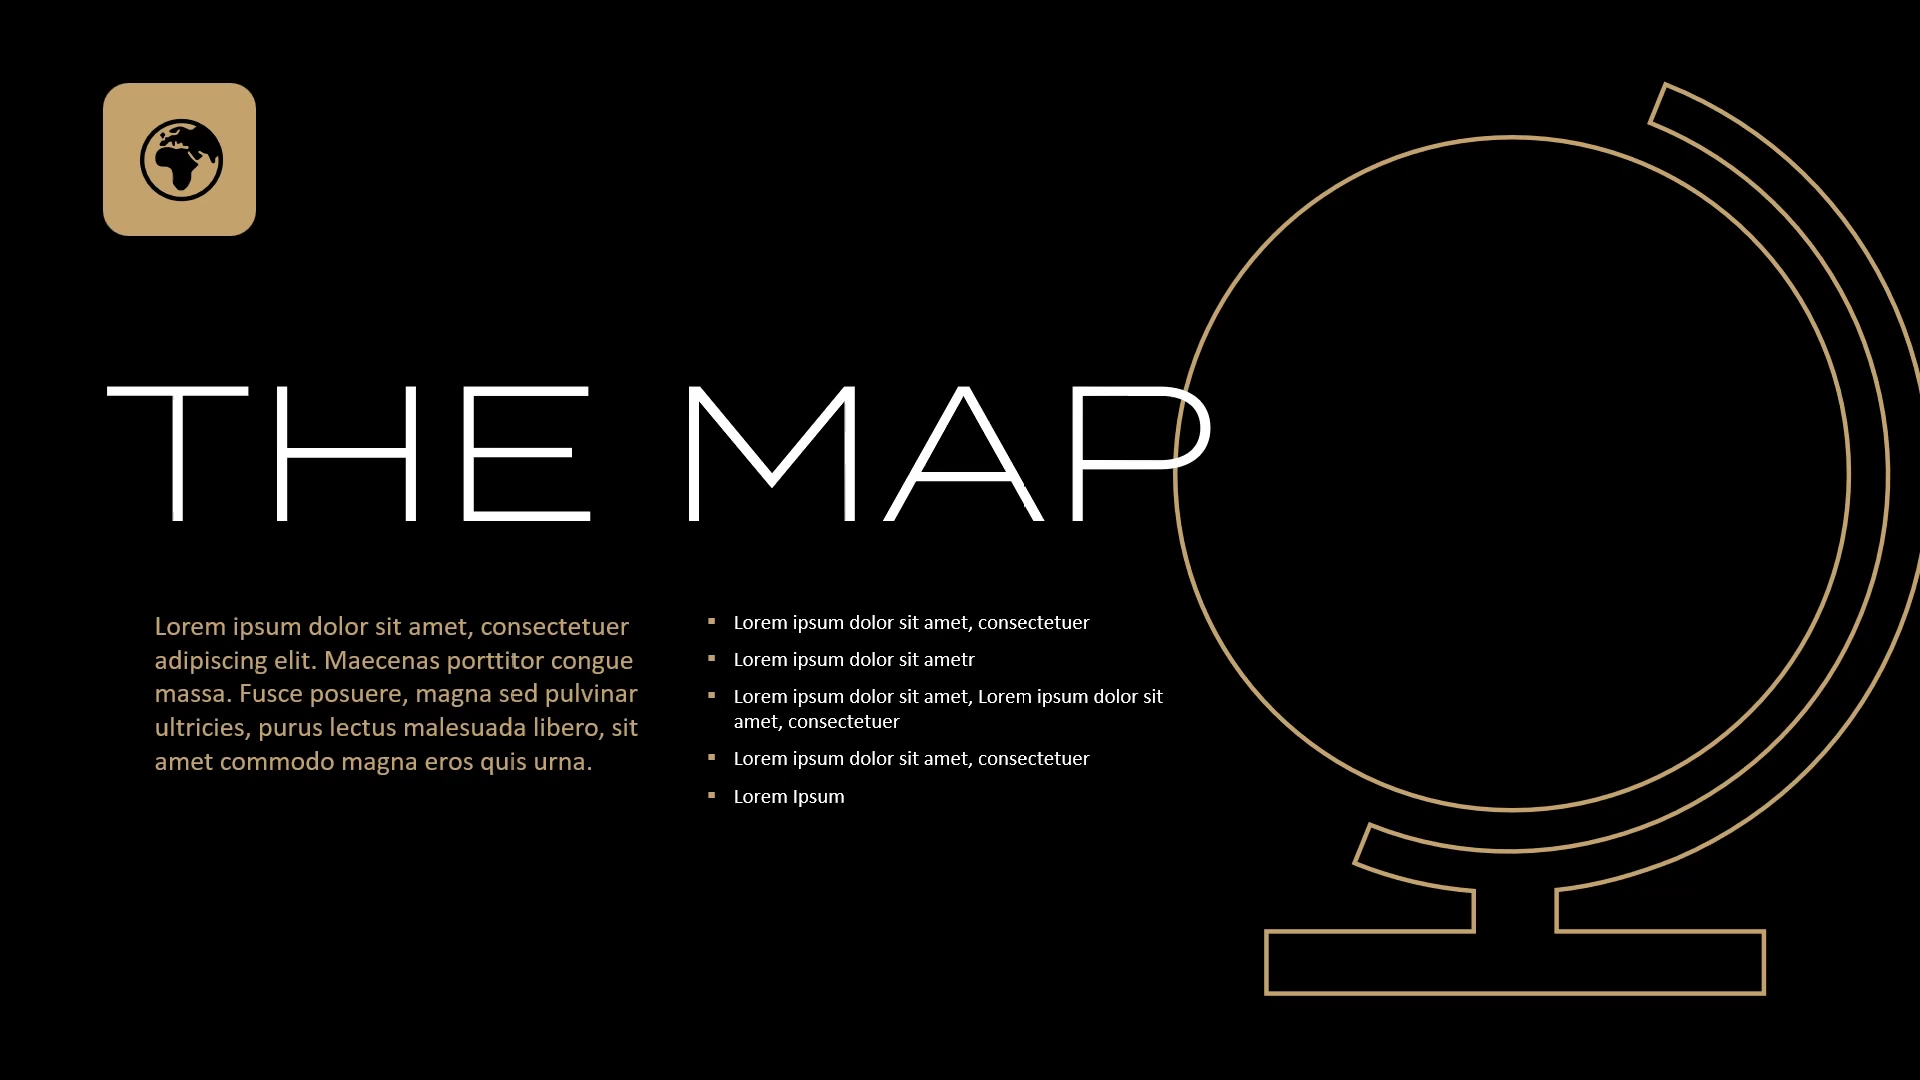 THE MAP
Lorem ipsum dolor sit amet, consectetuer
adipiscing elit. Maecenas porttitor congue
massa. Fusce posuere, magna sed pulvinar
ultricies, purus lectus malesuada libero, sit
amet commodo magna eros quis urna.
▪ Lorem ipsum dolor sit amet, consectetuer
▪ Lorem ipsum dolor sit ametr
▪ Lorem ipsum dolor sit amet, Lorem ipsum dolor sit
amet, consectetuer
▪ Lorem ipsum dolor sit amet, consectetuer
▪ Lorem Ipsum